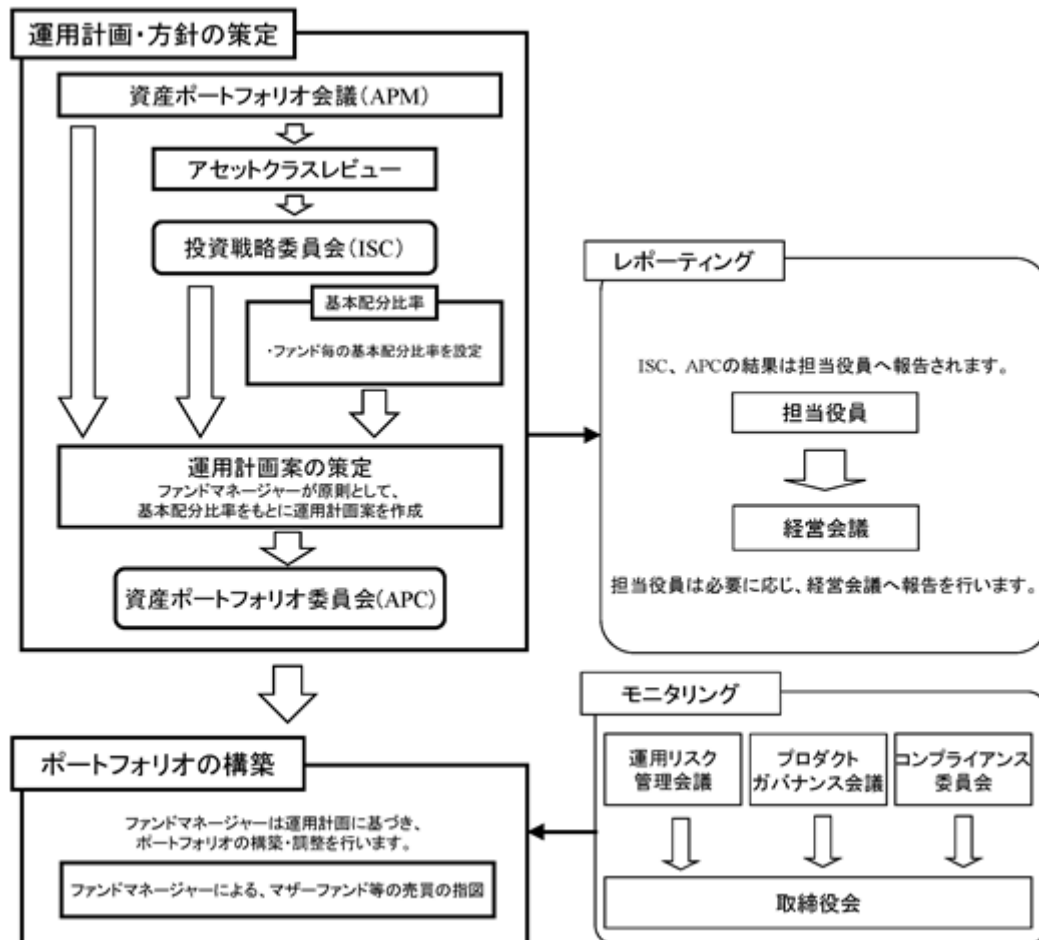 運用計画・方針の策定
資産ポートフォリオ会議(APM)
アセットクラスレビュー
投資戦略委員会(ISC)
基本配分比率
・ファンド毎の基本配分比率を設定
運用計画案の策定
ファンドマネージャーが原則として、
基本配分比率をもとに運用計画案を作成
資産ポートフォリオ委員会(APC)
レポーティング
ISC、APCの結果は担当役員へ報告されます。
担当役員
経営会議
担当役員は必要に応じ、経営会議へ報告を行います。
ポートフォリオの構築
ファンドマネージャーは運用計画に基づき、
ポートフォリオの構築・調整を行います。
ファンドマネージャーによる、マザーファンド等の売買の指図
モニタリング
運用リスク
管理会議
プロダクト
ガバナンス会議
コンプライアンス
委員会
取締役会